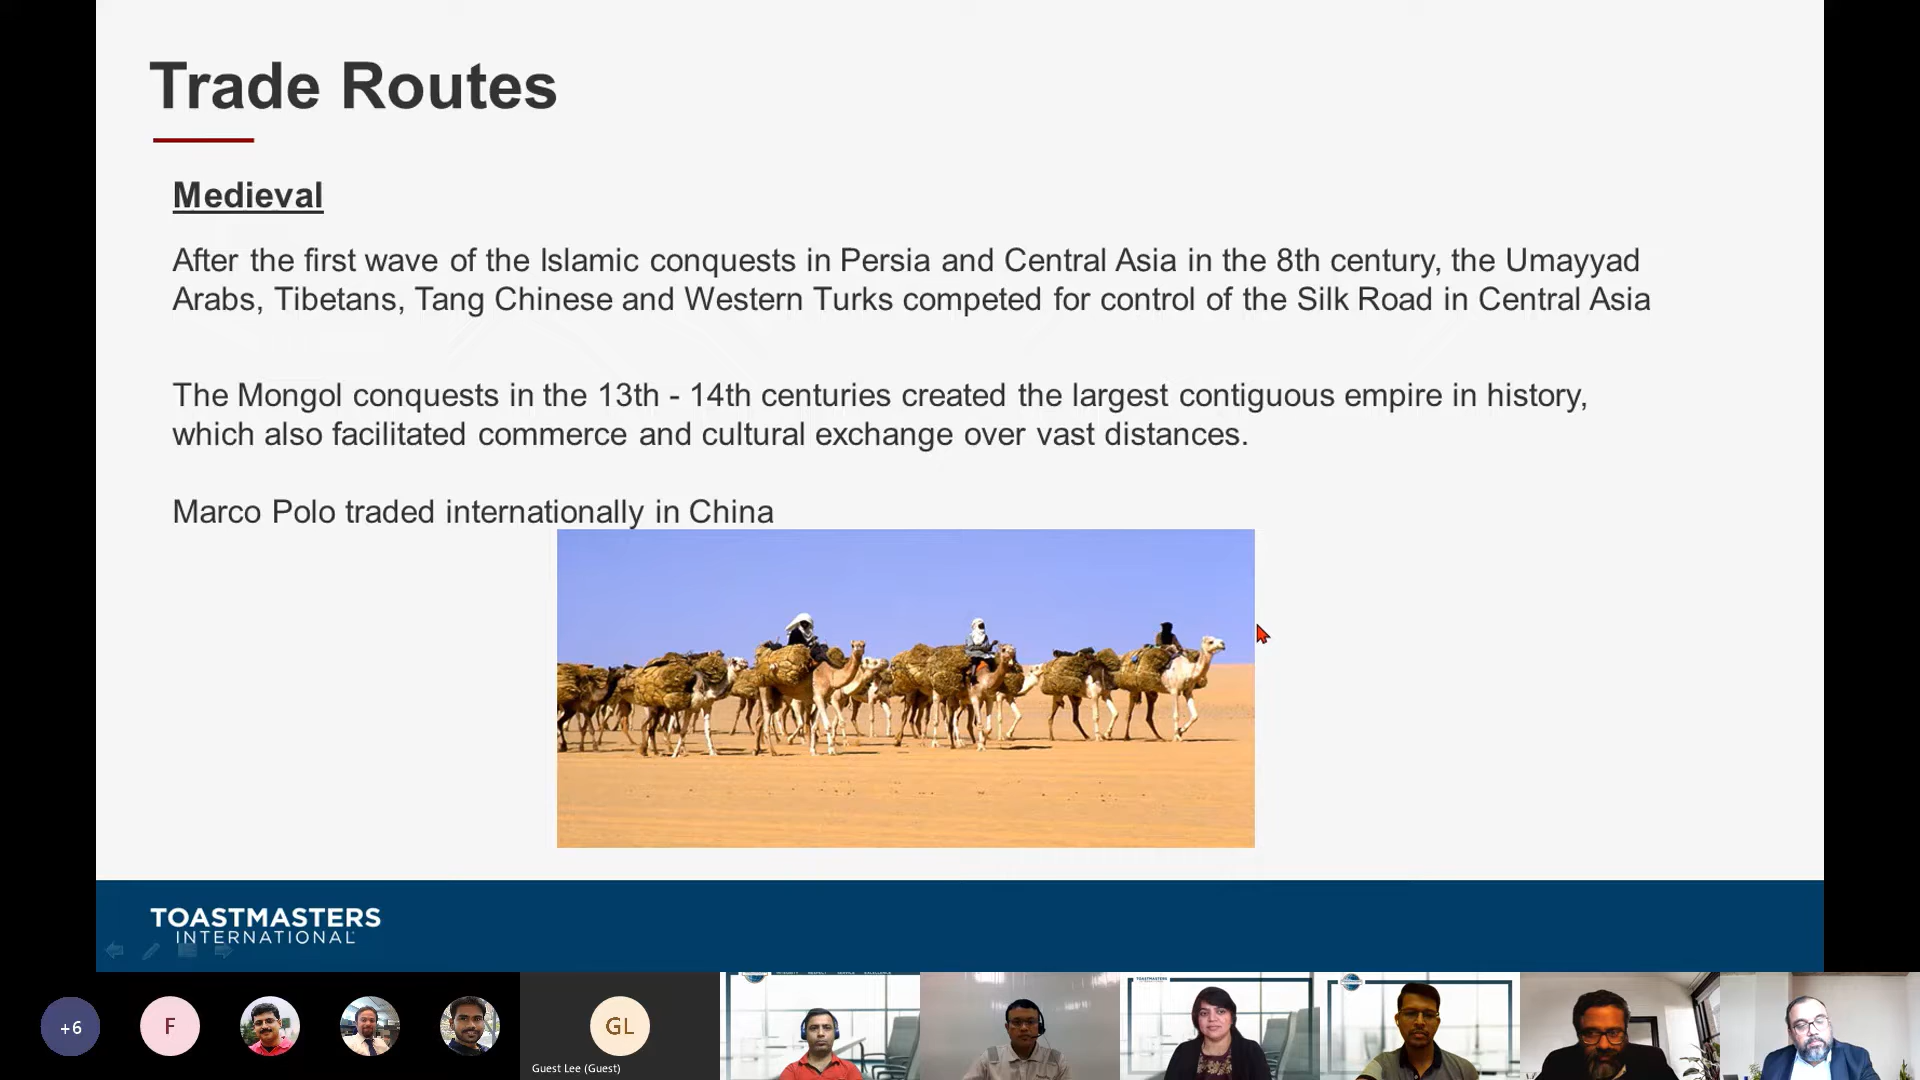 Trade Routes
Medieval
After the first wave of the Islamic conquests in Persia and Central Asia in the 8th century, the Umayyad
Arabs, Tibetans, Tang Chinese and Western Turks competed for control of the Silk Road in Central Asia
The Mongol conquests in the 13th - 14th centuries created the largest contiguous empire in history,
which also facilitated commerce and cultural exchange over vast distances.
Marco Polo traded internationally in China
TOASTMASTERS
INTERNATIONAL
+6
F
GL
Guest Lee (Guest)
TOASTMASTERS